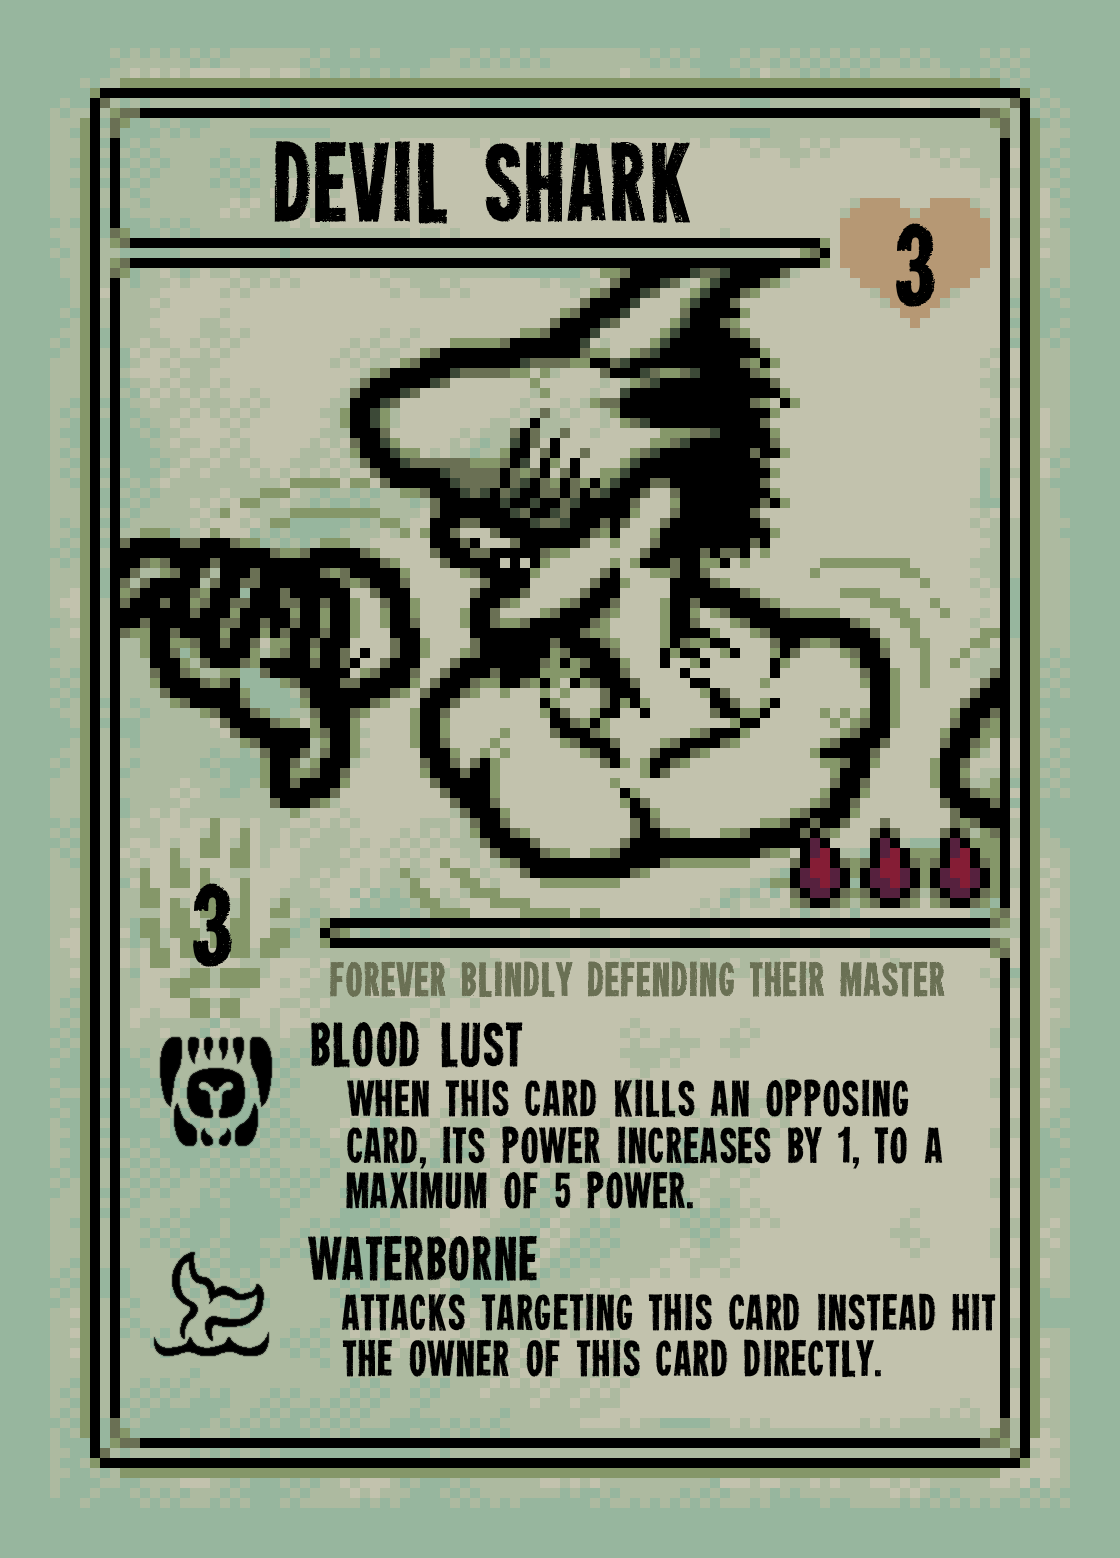 DEVIL SHARK
3
3
FOREVER BLINDLY DEFENDING THEIR MASTER
BLOOD LUST
WHEN THIS CARD KILLS AN OPPOSING
CARD, ITS POWER INCREASES BY 1, TO A
MAXIMUM OF 5 POWER.
WATERBORNE
ATTACKS TARGETING THIS CARD INSTEAD HIT
THE OWNER OF THIS CARD DIRECTLY.